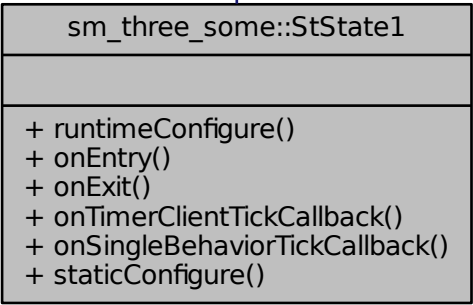 sm_three_some::StState1
+ runtimeConfigure()
+ onEntry()
+ onExit()
+ onTimerClientTickCallback()
+ onSingleBehaviorTickCallback()
+ staticConfigure()